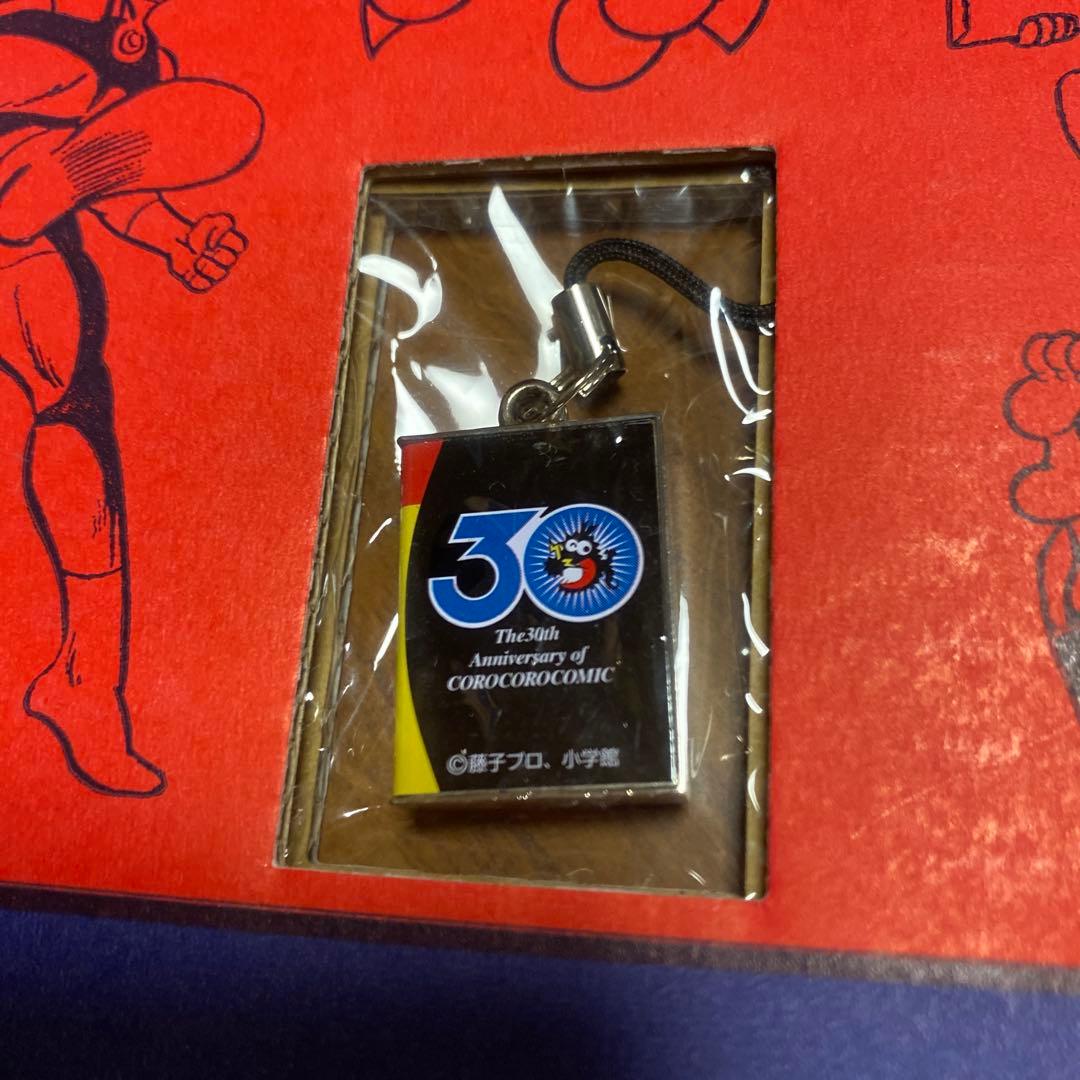 30
The30th
Anniversary of
COROCOROCOMIC
©藤子プロ、小学館